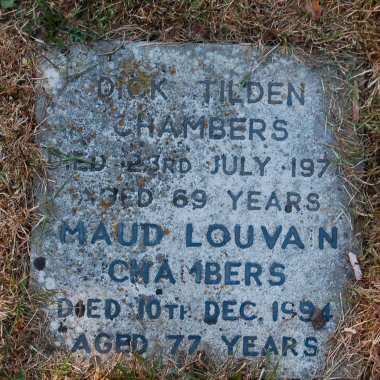 DICK TILDEN
CHAMBERS
DIED 23RD JULY 197
AGED 69 YEARS
MAUD LOUVAIN
CHAMBERS
DIED 10TH DEC. 1994
AGED 77 YEARS